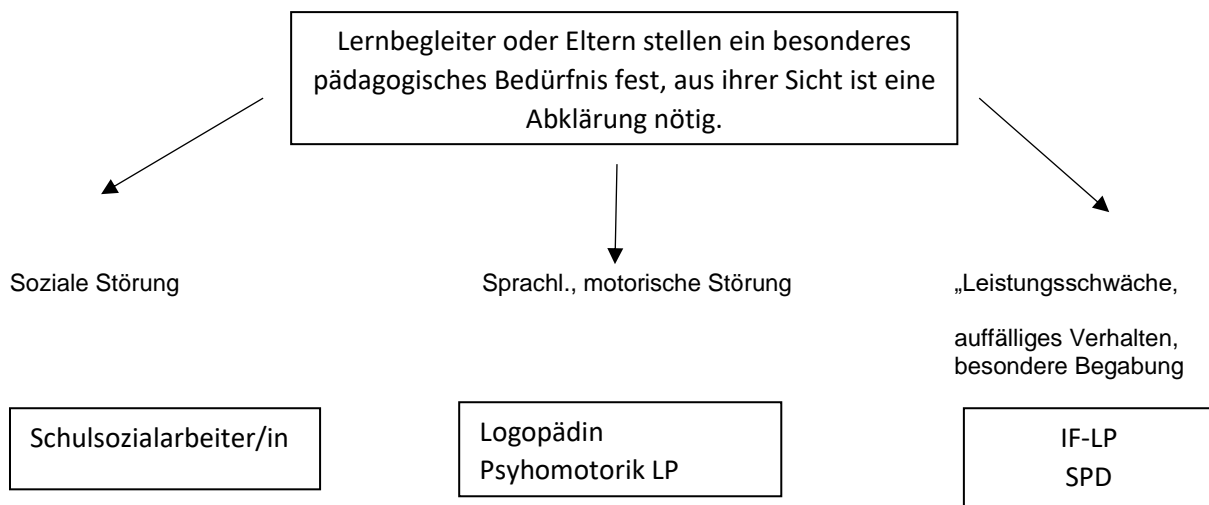 Lernbegleiter oder Eltern stellen ein besonderes
pädagogisches Bedürfnis fest, aus ihrer Sicht ist eine
Abklärung nötig.
Soziale Störung
Sprachl., motorische Störung
„Leistungsschwäche,
auffälliges Verhalten,
besondere Begabung
Schulsozialarbeiter/in
Logopädin
Psyhomotorik LP
IF-LP
SPD